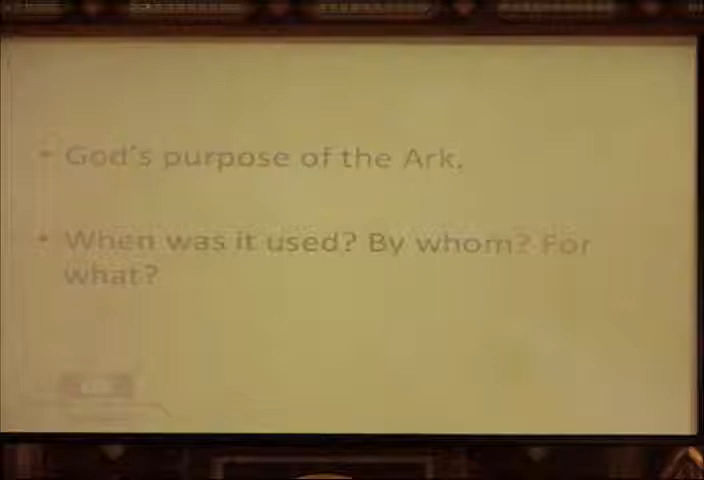 • God's purpose of the Ark.
• When was it used? By whom? For
what?